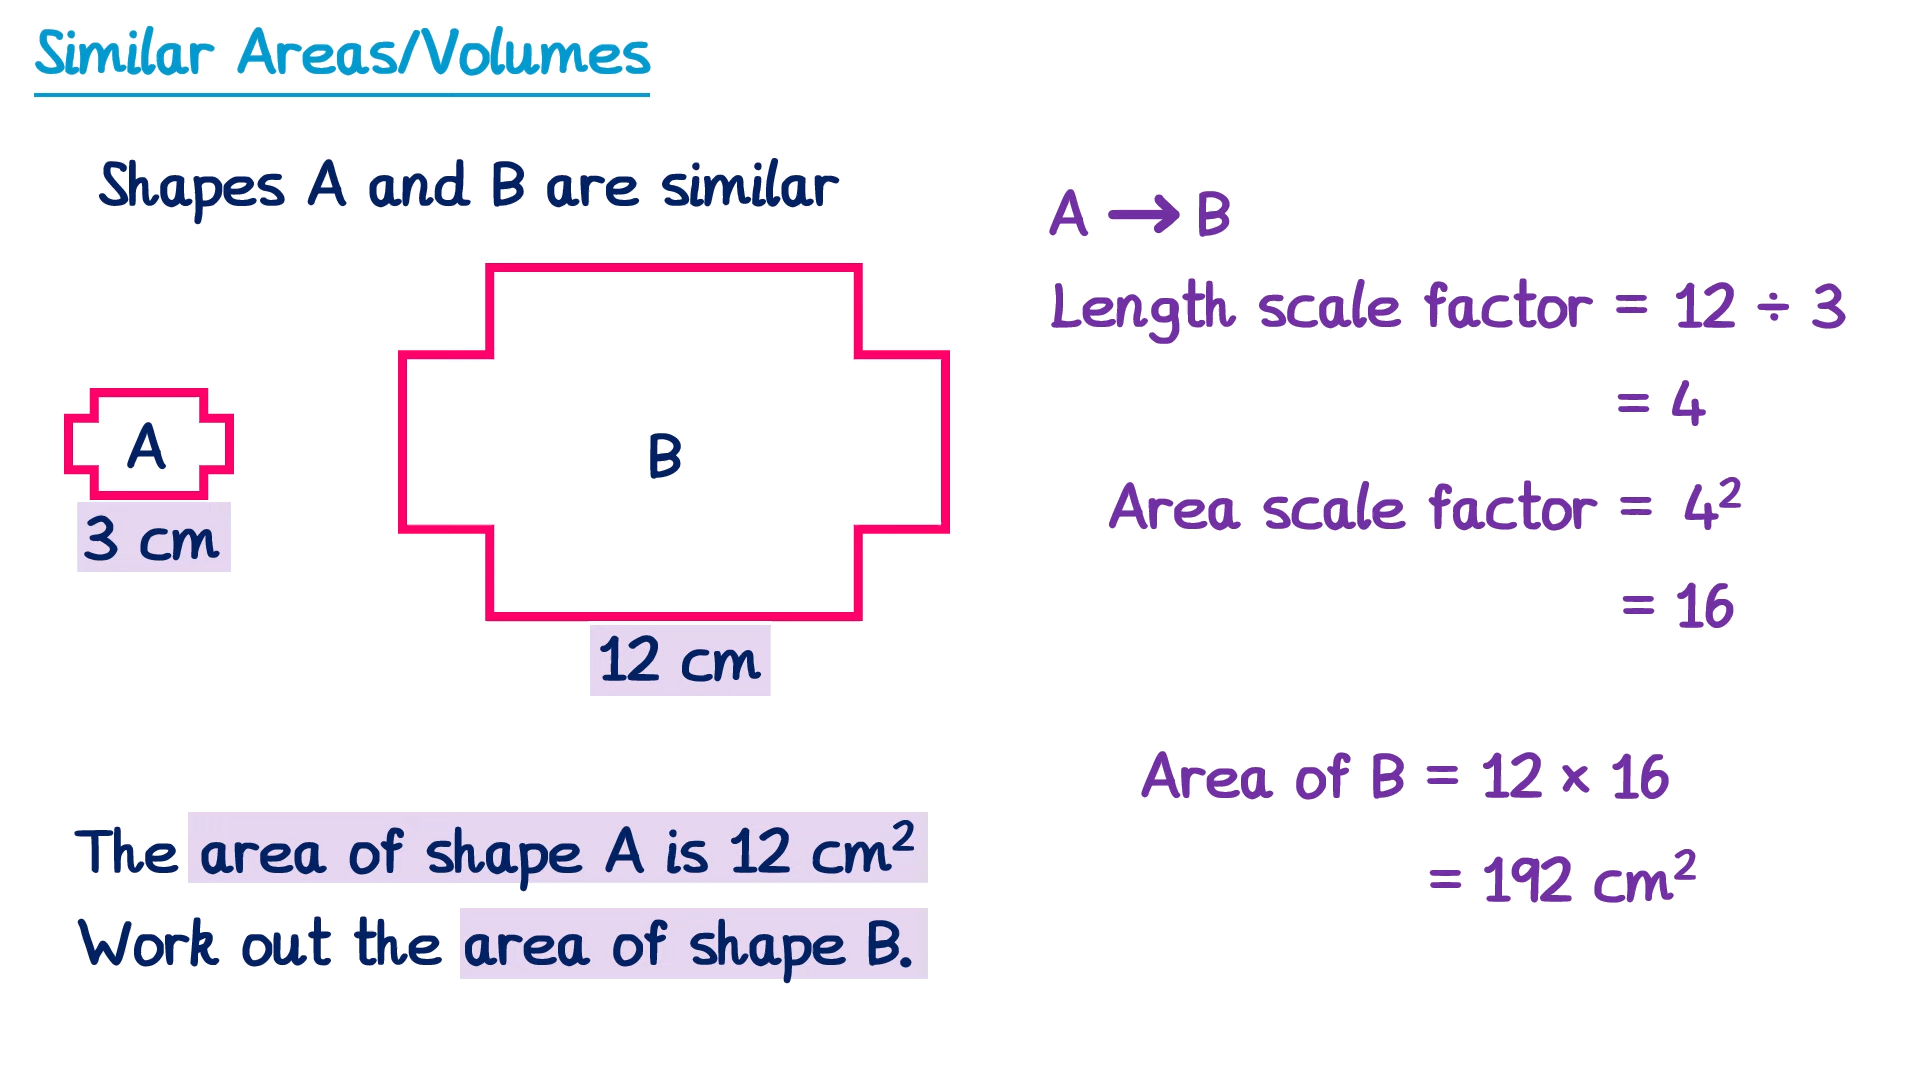 Similar Areas/Volumes
Shapes A and B are similar
A
3 cm
B
12 cm
The area of shape A is 12 cm²
Work out the area of shape B.
A → B
Length scale factor = 12 ÷ 3
= 4
Area scale factor = 4²
= 16
Area of B = 12 × 16
= 192 cm²